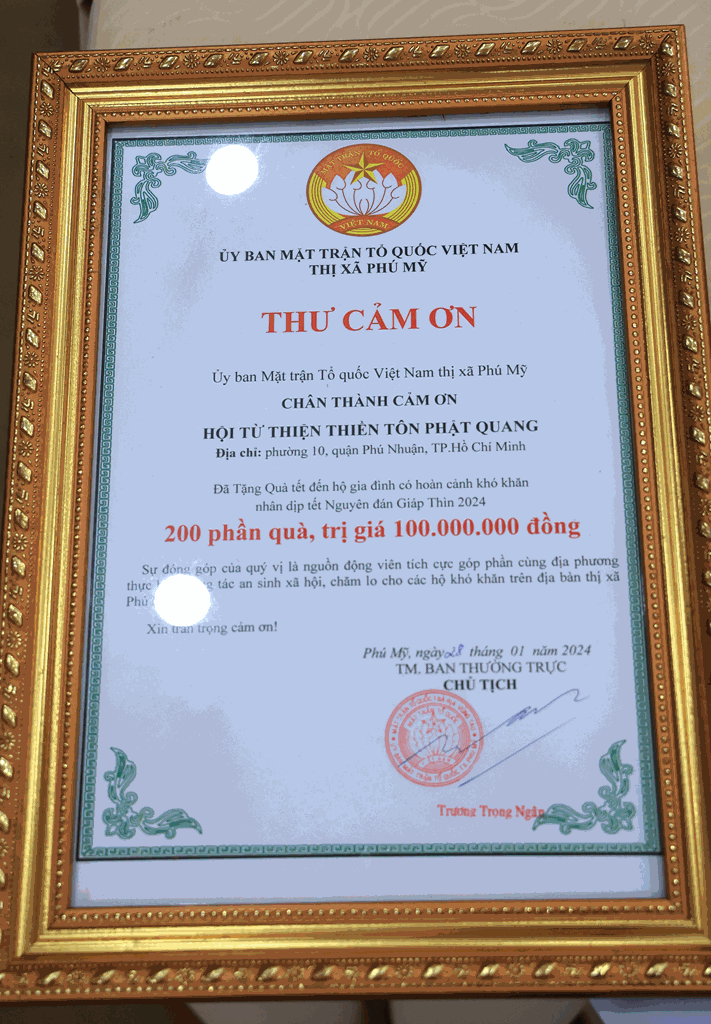 MẶT TRẬN TỔ QUỐC
VIỆT NAM
ỦY BAN MẶT TRẬN TỔ QUỐC VIỆT NAM
THỊ XÃ PHÚ MỸ
THƯ CẢM ƠN
Ủy ban Mặt trận Tổ quốc Việt Nam thị xã Phú Mỹ
CHÂN THÀNH CẢM ƠN
HỘI TỪ THIỆN THIỀN TÔN PHẬT QUANG
Địa chỉ: phường 10, quận Phú Nhuận, TP.Hồ Chí Minh
Đã Tặng Quà tết đến hộ gia đình có hoàn cảnh khó khăn
nhân dịp tết Nguyên đán Giáp Thìn 2024
200 phần quà, trị giá 100.000.000 đồng
Sự đóng góp của quý vị là nguồn động viên tích cực góp phần cùng địa phương
thực tác an sinh xã hội, chăm lo cho các hộ khó khăn trên địa bàn thị xã
Phú
Xin trân trọng cảm ơn!
Phú Mỹ, ngày 28 tháng 01 năm 2024
TM. BAN THƯỜNG TRỰC
CHỦ TỊCH
Trương Trọng Ngân